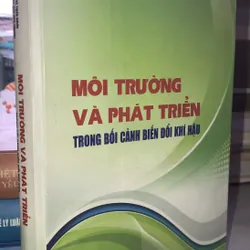 MÔI TRƯỜNG
VÀ PHÁT TRIỂN
TRONG BỐI CẢNH BIẾN ĐỔI KHÍ HẬU
MÔI TRƯỜNG VÀ PHÁT TRIỂN